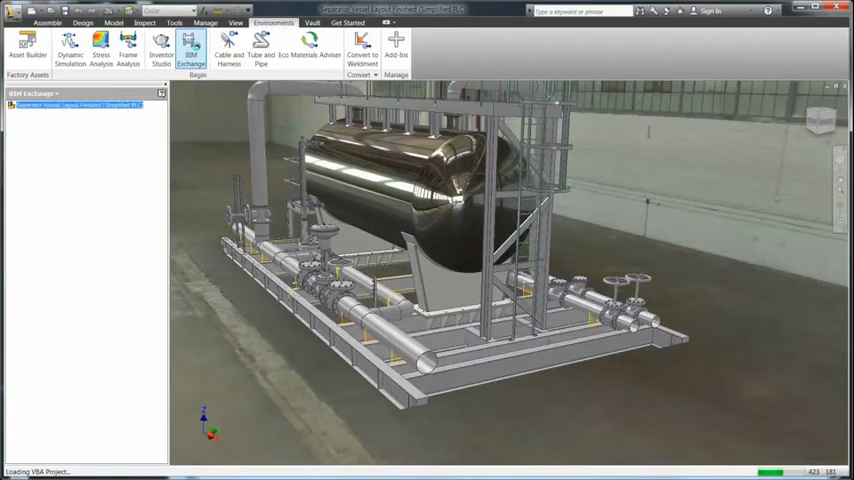 Separator Vessel Layout Finished (Simplified PLC)
Type a keyword or phrase
Sign In
Assemble Design Model Inspect Tools Manage View Environments Vault Get Started
Asset Builder
Dynamic Simulation
Stress Analysis
Frame Analysis
Inventor Studio
BIM Exchange
Cable and Harness
Tube and Pipe
Eco Materials Adviser
Convert to Weldment
Add-Ins
Factory Assets Begin Convert Manage
BIM Exchange
Separator Vessel Layout Finished (Simplified PLC)
Z
Loading VBA Project... 423 181